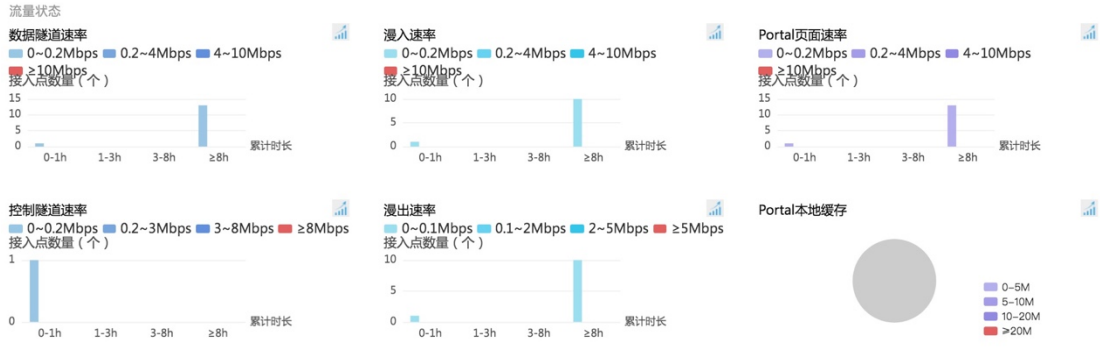 流量状态
数据隧道速率
0~0.2Mbps 0.2~4Mbps 4~10Mbps
≥10Mbps
接入点数量（个）
15
10
5
0
0-1h 1-3h 3-8h ≥8h 累计时长
漫入速率
0~0.2Mbps 0.2~4Mbps 4~10Mbps
≥10Mbps
接入点数量（个）
10
5
0
0-1h 1-3h 3-8h ≥8h 累计时长
Portal页面速率
0~0.2Mbps 0.2~4Mbps 4~10Mbps
≥10Mbps
接入点数量（个）
15
10
5
0
0-1h 1-3h 3-8h ≥8h 累计时长
控制隧道速率
0~0.2Mbps 0.2~3Mbps 3~8Mbps ≥8Mbps
接入点数量（个）
1
0
0-1h 1-3h 3-8h ≥8h 累计时长
漫出速率
0~0.1Mbps 0.1~2Mbps 2~5Mbps ≥5Mbps
接入点数量（个）
10
5
0
0-1h 1-3h 3-8h ≥8h 累计时长
Portal本地缓存
0-5M
5-10M
10-20M
≥20M